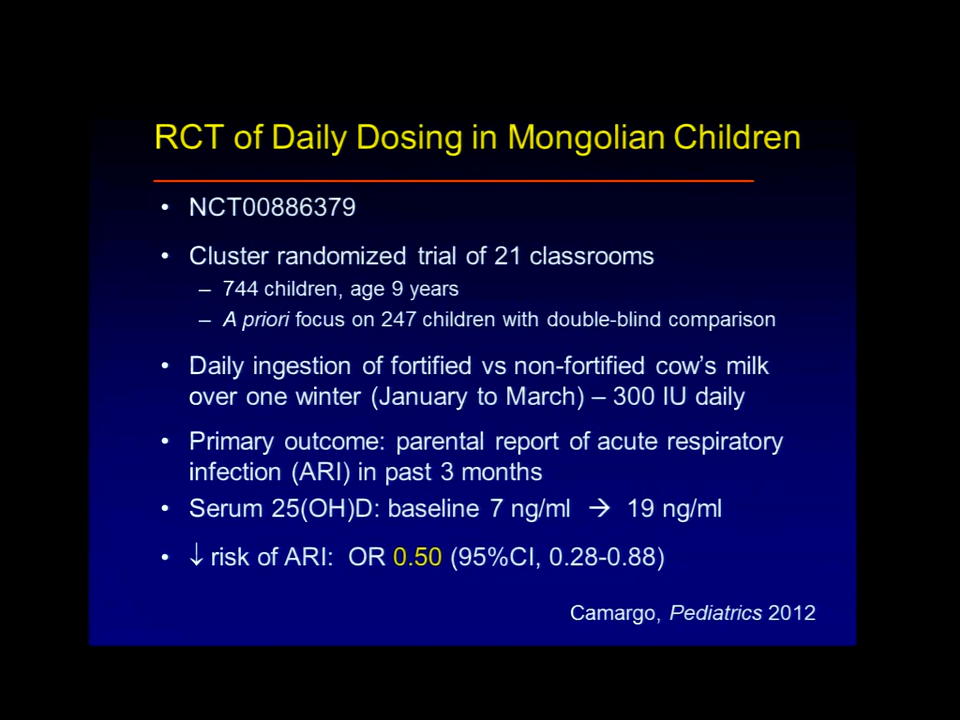 RCT of Daily Dosing in Mongolian Children
• NCT00886379
• Cluster randomized trial of 21 classrooms
– 744 children, age 9 years
– A priori focus on 247 children with double-blind comparison
• Daily ingestion of fortified vs non-fortified cow’s milk
over one winter (January to March) – 300 IU daily
• Primary outcome: parental report of acute respiratory
infection (ARI) in past 3 months
• Serum 25(OH)D: baseline 7 ng/ml → 19 ng/ml
• ↓ risk of ARI: OR 0.50 (95%CI, 0.28-0.88)
Camargo, Pediatrics 2012